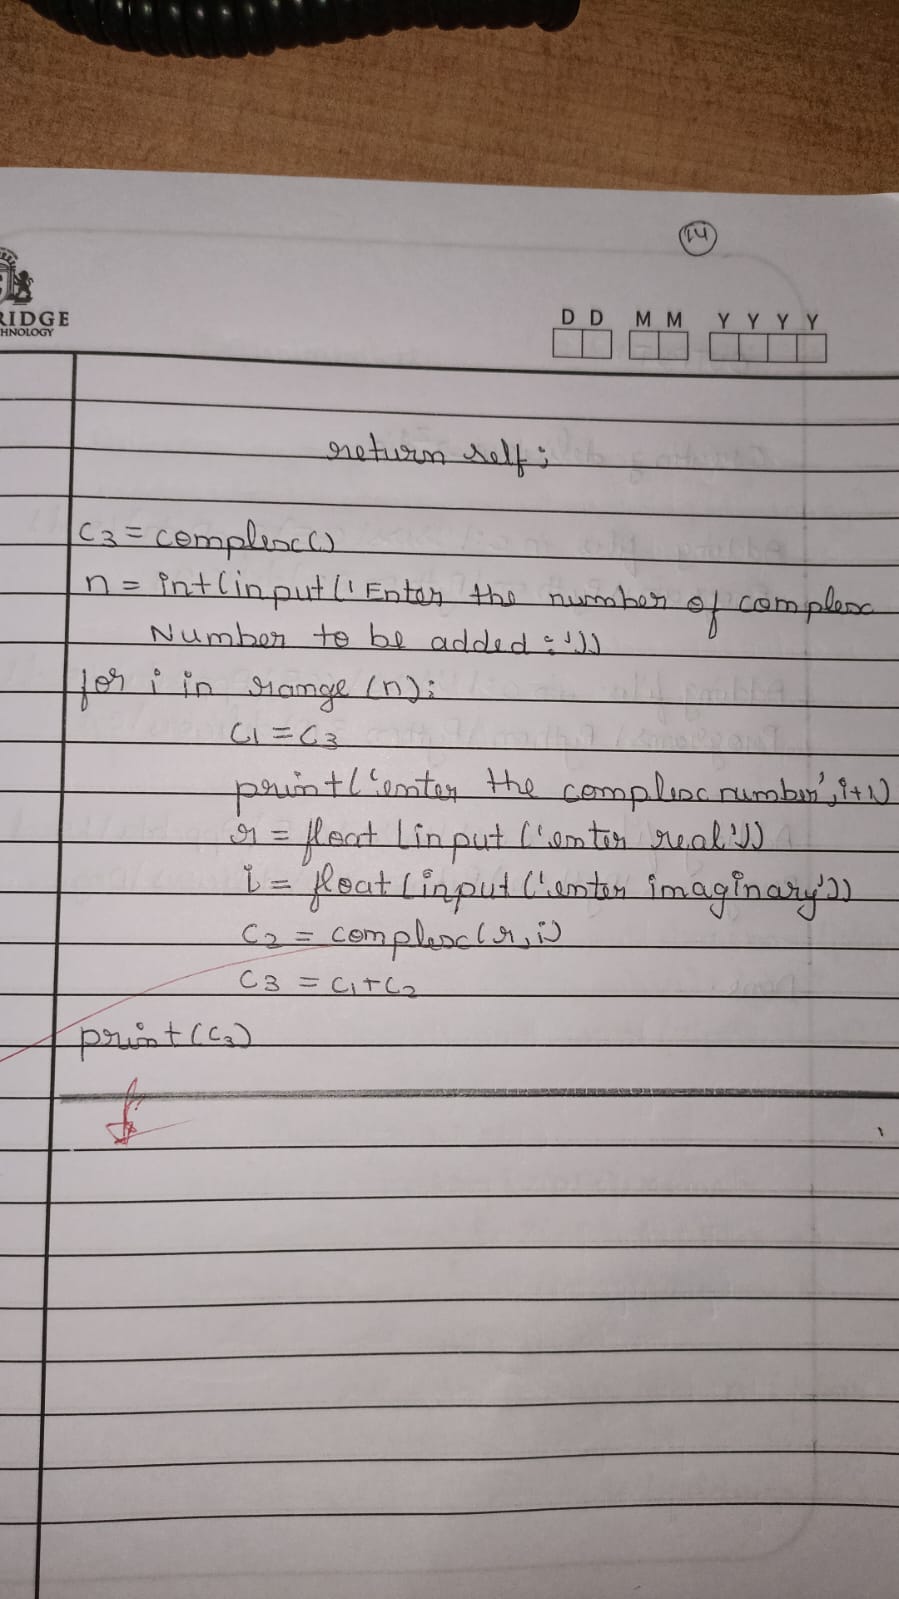 24
RIDGE
HNOLOGY
D D M M Y Y Y Y
return self;
C3 = complex()
n = int(input('Enter the number of complex
Number to be added:'))
for i in range (n):
C1 = C3
print('enter the complex number', i+1)
r = float (input ('enter real'))
i = float (input ('enter imaginary'))
C2 = complex(r, i)
C3 = C1+C2
print(C3)